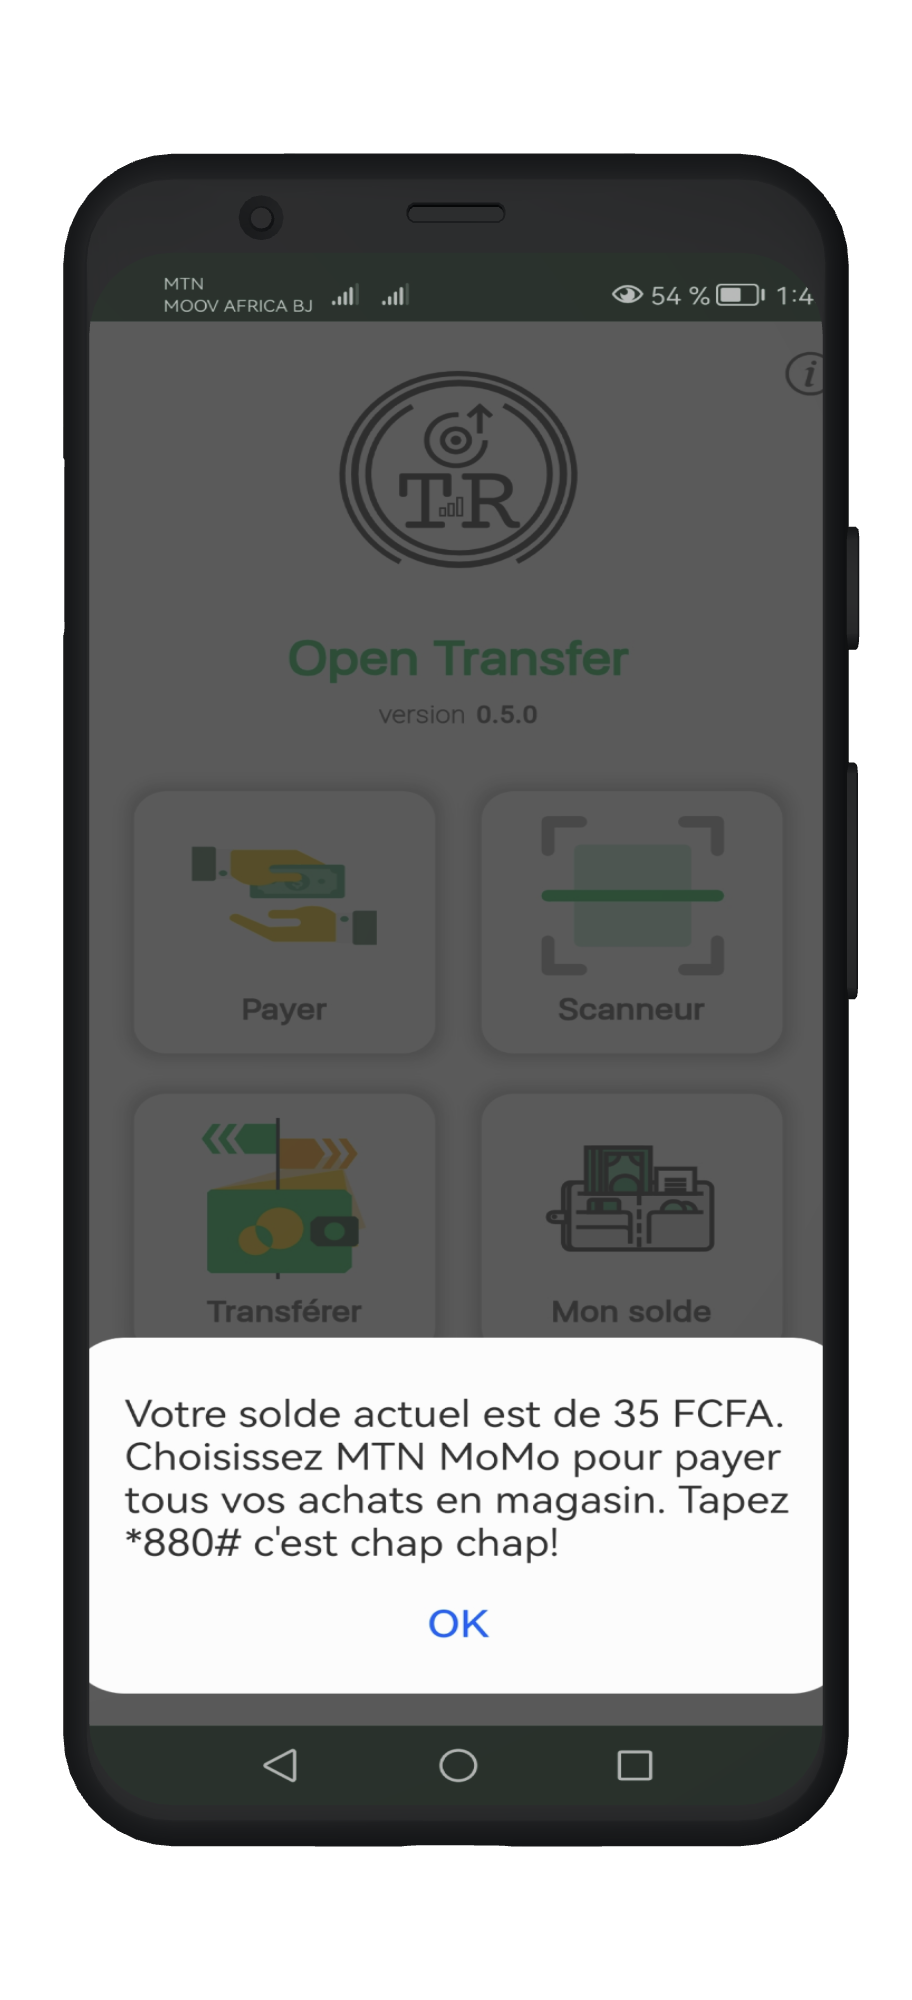 MTN
MOOV AFRICA BJ
54 %
1:4
i
TR
Open Transfer
version 0.5.0
Payer
Scanneur
Transférer
Mon solde
Votre solde actuel est de 35 FCFA.
Choisissez MTN MoMo pour payer
tous vos achats en magasin. Tapez
*880# c'est chap chap!
OK